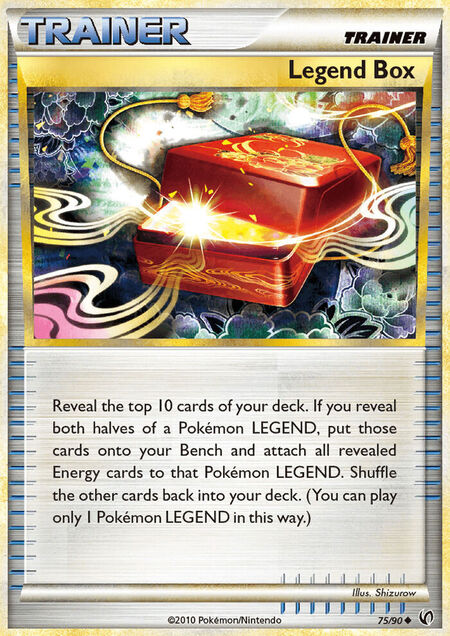 TRAINER
TRAINER
Legend Box
Reveal the top 10 cards of your deck. If you reveal
both halves of a Pokémon LEGEND, put those
cards onto your Bench and attach all revealed
Energy cards to that Pokémon LEGEND. Shuffle
the other cards back into your deck. (You can play
only 1 Pokémon LEGEND in this way.)
Illus. Shizurow
©2010 Pokémon/Nintendo
75/90